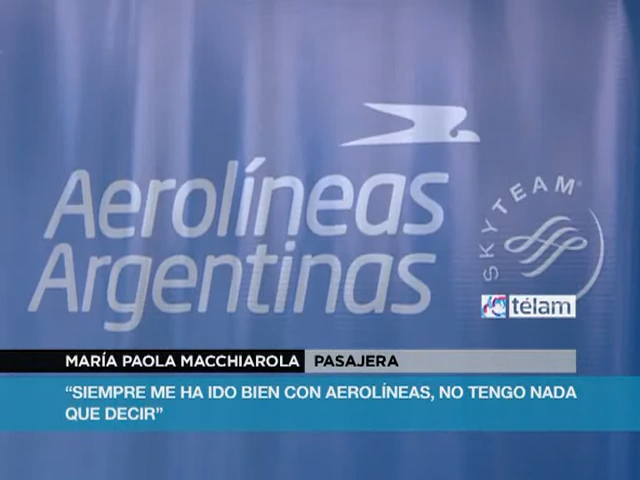 Aerolíneas
Argentinas
SKYTEAM
télam
MARÍA PAOLA MACCHIAROLA PASAJERA
“SIEMPRE ME HA IDO BIEN CON AEROLÍNEAS, NO TENGO NADA
QUE DECIR”